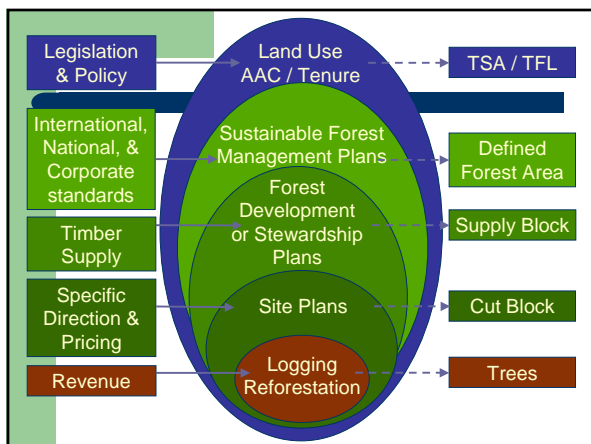 Legislation
& Policy
Land Use
AAC / Tenure
TSA / TFL
International,
National, &
Corporate
standards
Sustainable Forest
Management Plans
Defined
Forest Area
Timber
Supply
Forest
Development
or Stewardship
Plans
Supply Block
Specific
Direction &
Pricing
Site Plans
Cut Block
Revenue
Logging
Reforestation
Trees